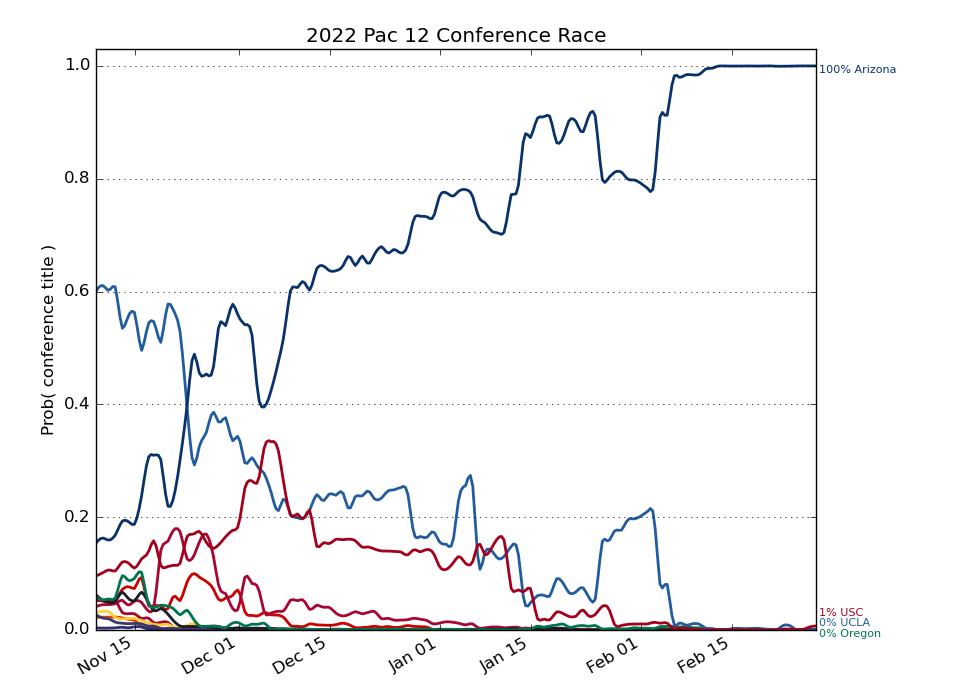 2022 Pac 12 Conference Race
Prob( conference title )
1.0
0.8
0.6
0.4
0.2
0.0
Nov 15
Dec 01
Dec 15
Jan 01
Jan 15
Feb 01
Feb 15
100% Arizona
1% USC
0% UCLA
0% Oregon